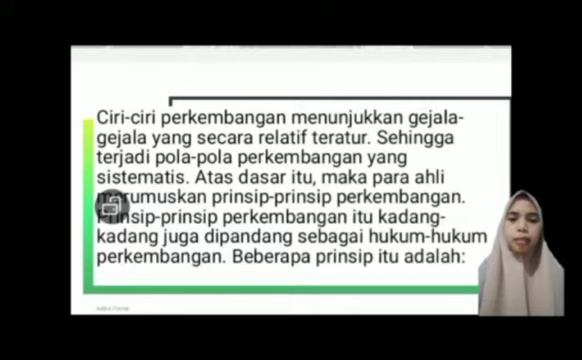 Ciri-ciri perkembangan menunjukkan gejala-
gejala yang secara relatif teratur. Sehingga
terjadi pola-pola perkembangan yang
sistematis. Atas dasar itu, maka para ahli
merumuskan prinsip-prinsip perkembangan.
Prinsip-prinsip perkembangan itu kadang-
kadang juga dipandang sebagai hukum-hukum
perkembangan. Beberapa prinsip itu adalah: